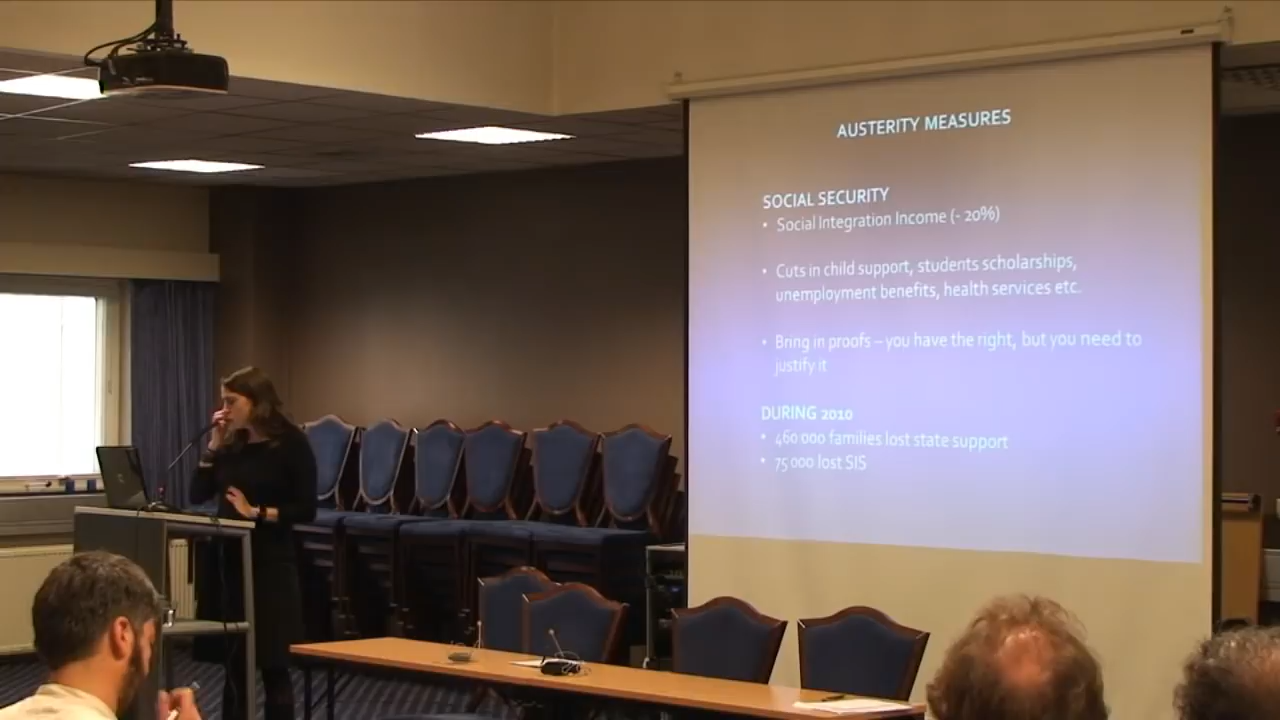 AUSTERITY MEASURES
SOCIAL SECURITY
• Social Integration Income (- 20%)
• Cuts in child support, students scholarships,
unemployment benefits, health services etc.
• Bring in proofs – you have the right, but you need to
justify it
DURING 2010
• 460 000 families lost state support
• 75 000 lost SIS